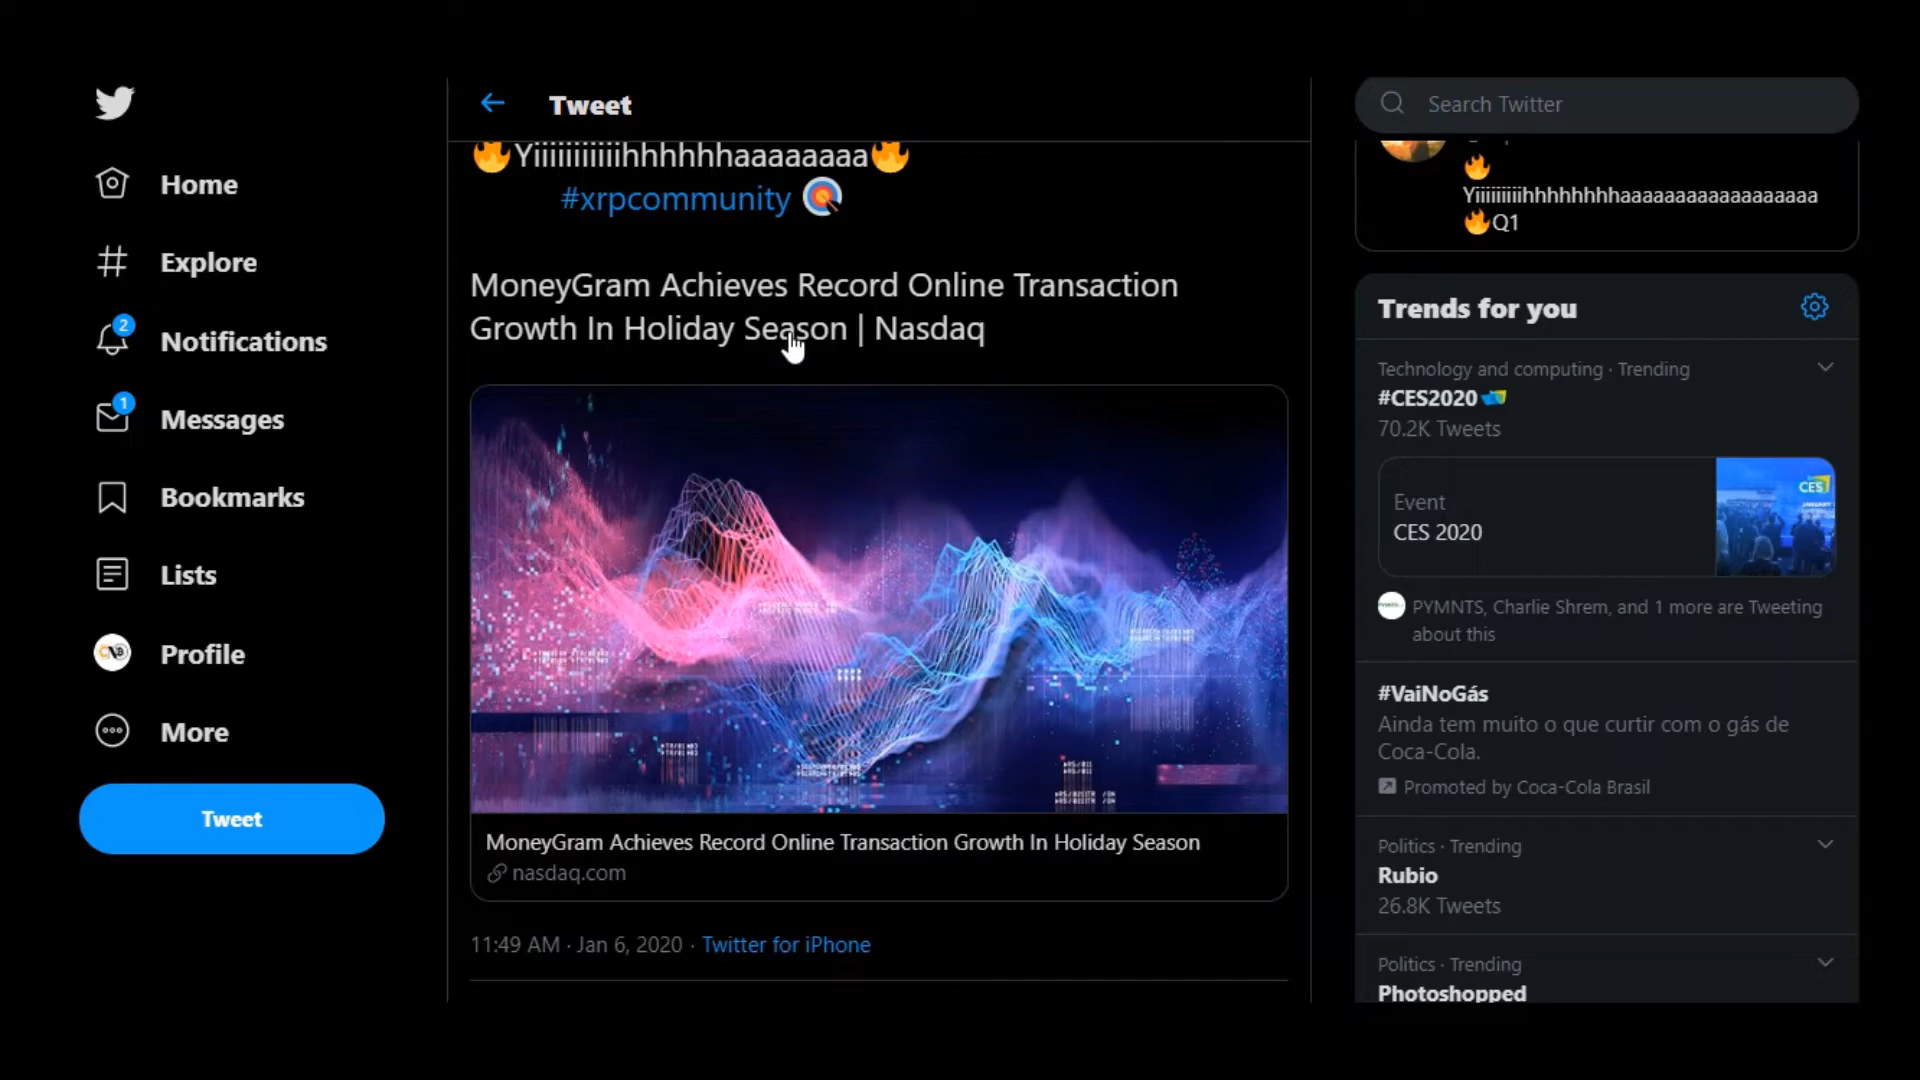 Home
Explore
2
Notifications
1
Messages
Bookmarks
Lists
Profile
More
Tweet
Tweet
🔥Yiiiiiiiiiiihhhhhhhaaaaaaaa🔥
#xrpcommunity 🎯
MoneyGram Achieves Record Online Transaction
Growth In Holiday Season | Nasdaq
MoneyGram Achieves Record Online Transaction Growth In Holiday Season
nasdaq.com
11:49 AM · Jan 6, 2020 · Twitter for iPhone
Search Twitter
🔥
Yiiiiiiiiihhhhhhhhaaaaaaaaaaaaaaaaaa
🔥Q1
Trends for you
Technology and computing · Trending
#CES2020
70.2K Tweets
Event
CES 2020
CES
PYMNTS, Charlie Shrem, and 1 more are Tweeting
about this
#VaiNoGás
Ainda tem muito o que curtir com o gás de
Coca-Cola.
Promoted by Coca-Cola Brasil
Politics · Trending
Rubio
26.8K Tweets
Politics · Trending
Photoshopped